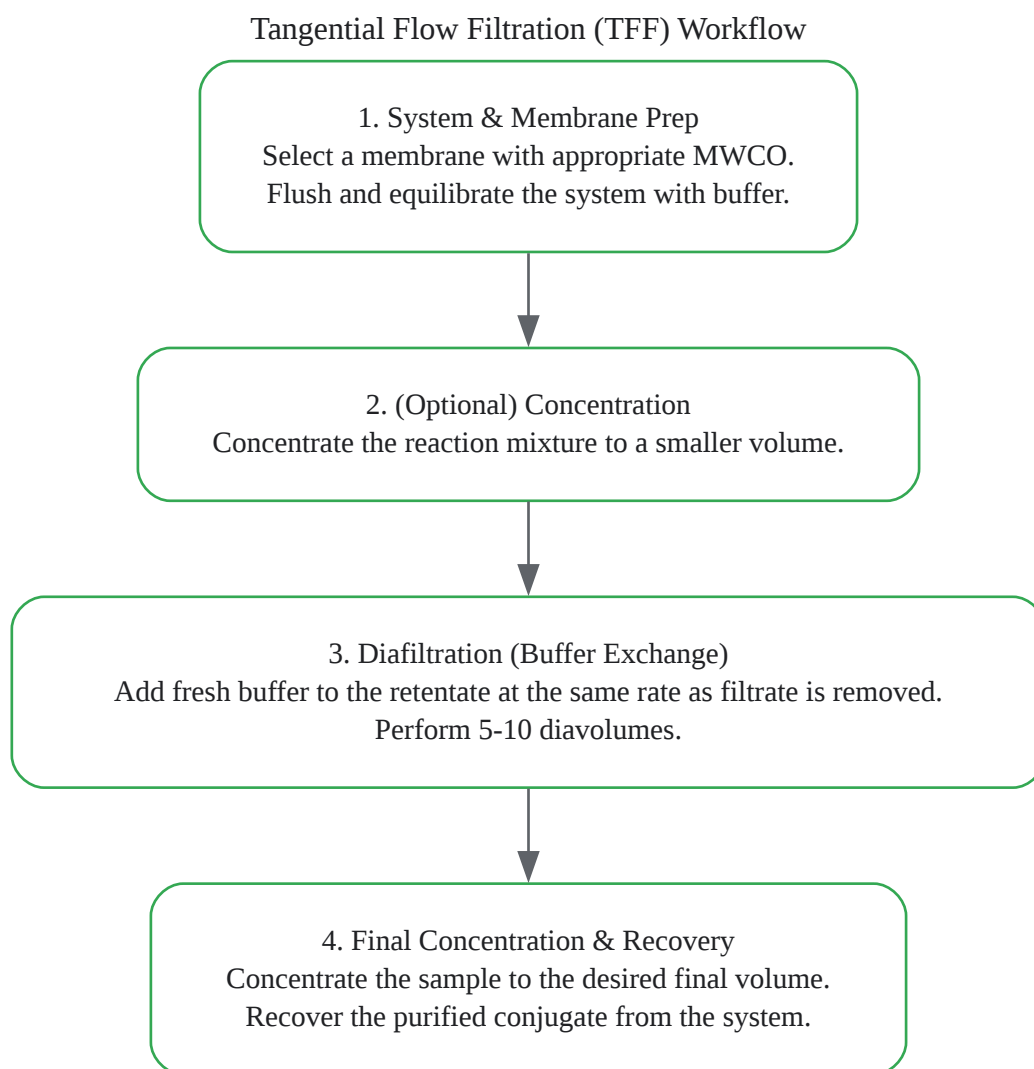 Tangential Flow Filtration (TFF) Workflow
1. System & Membrane Prep
Select a membrane with appropriate MWCO.
Flush and equilibrate the system with buffer.
2. (Optional) Concentration
Concentrate the reaction mixture to a smaller volume.
3. Diafiltration (Buffer Exchange)
Add fresh buffer to the retentate at the same rate as filtrate is removed.
Perform 5-10 diavolumes.
4. Final Concentration & Recovery
Concentrate the sample to the desired final volume.
Recover the purified conjugate from the system.